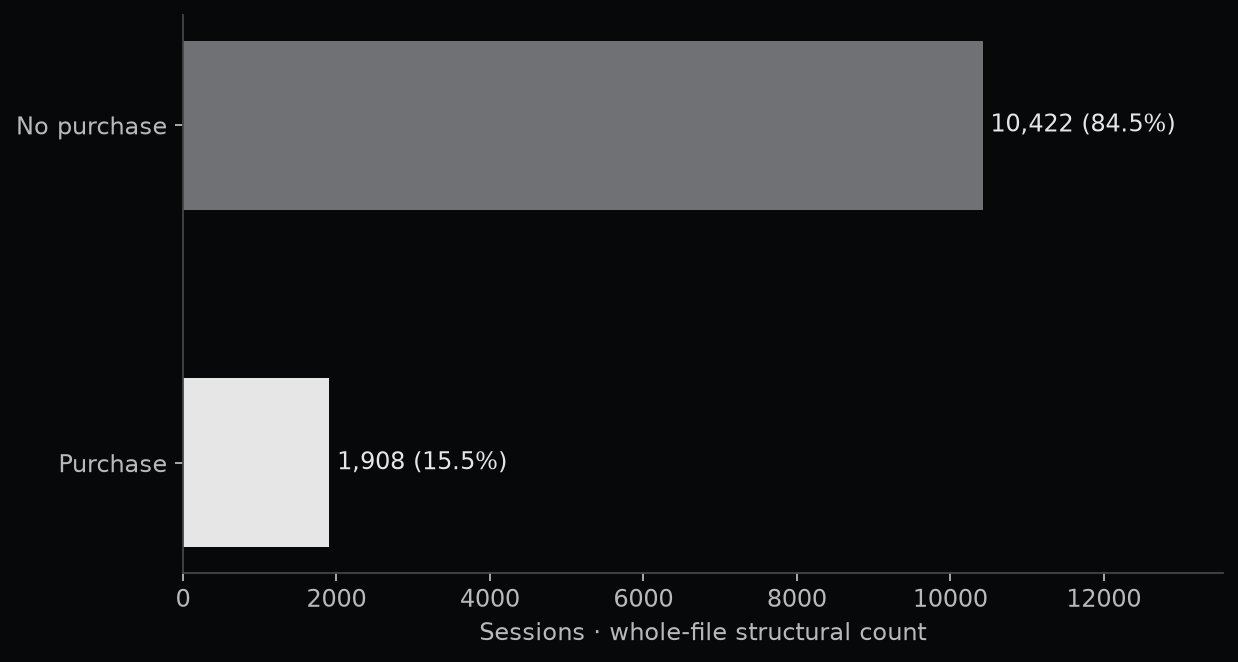 No purchase
10,422 (84.5%)
Purchase
1,908 (15.5%)
0 2000 4000 6000 8000 10000 12000
Sessions · whole-file structural count